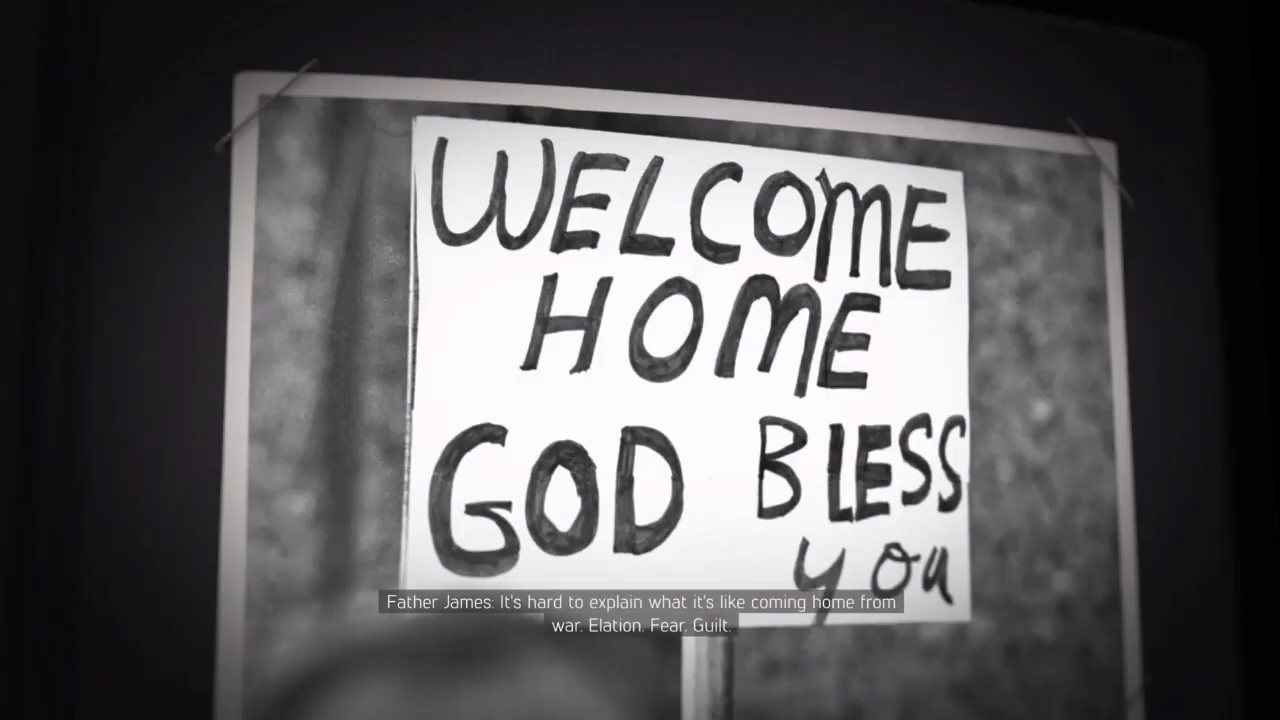 WELCOME
HOME
GOD BLESS
you
Father James: It's hard to explain what it's like coming home from
war. Elation. Fear. Guilt.